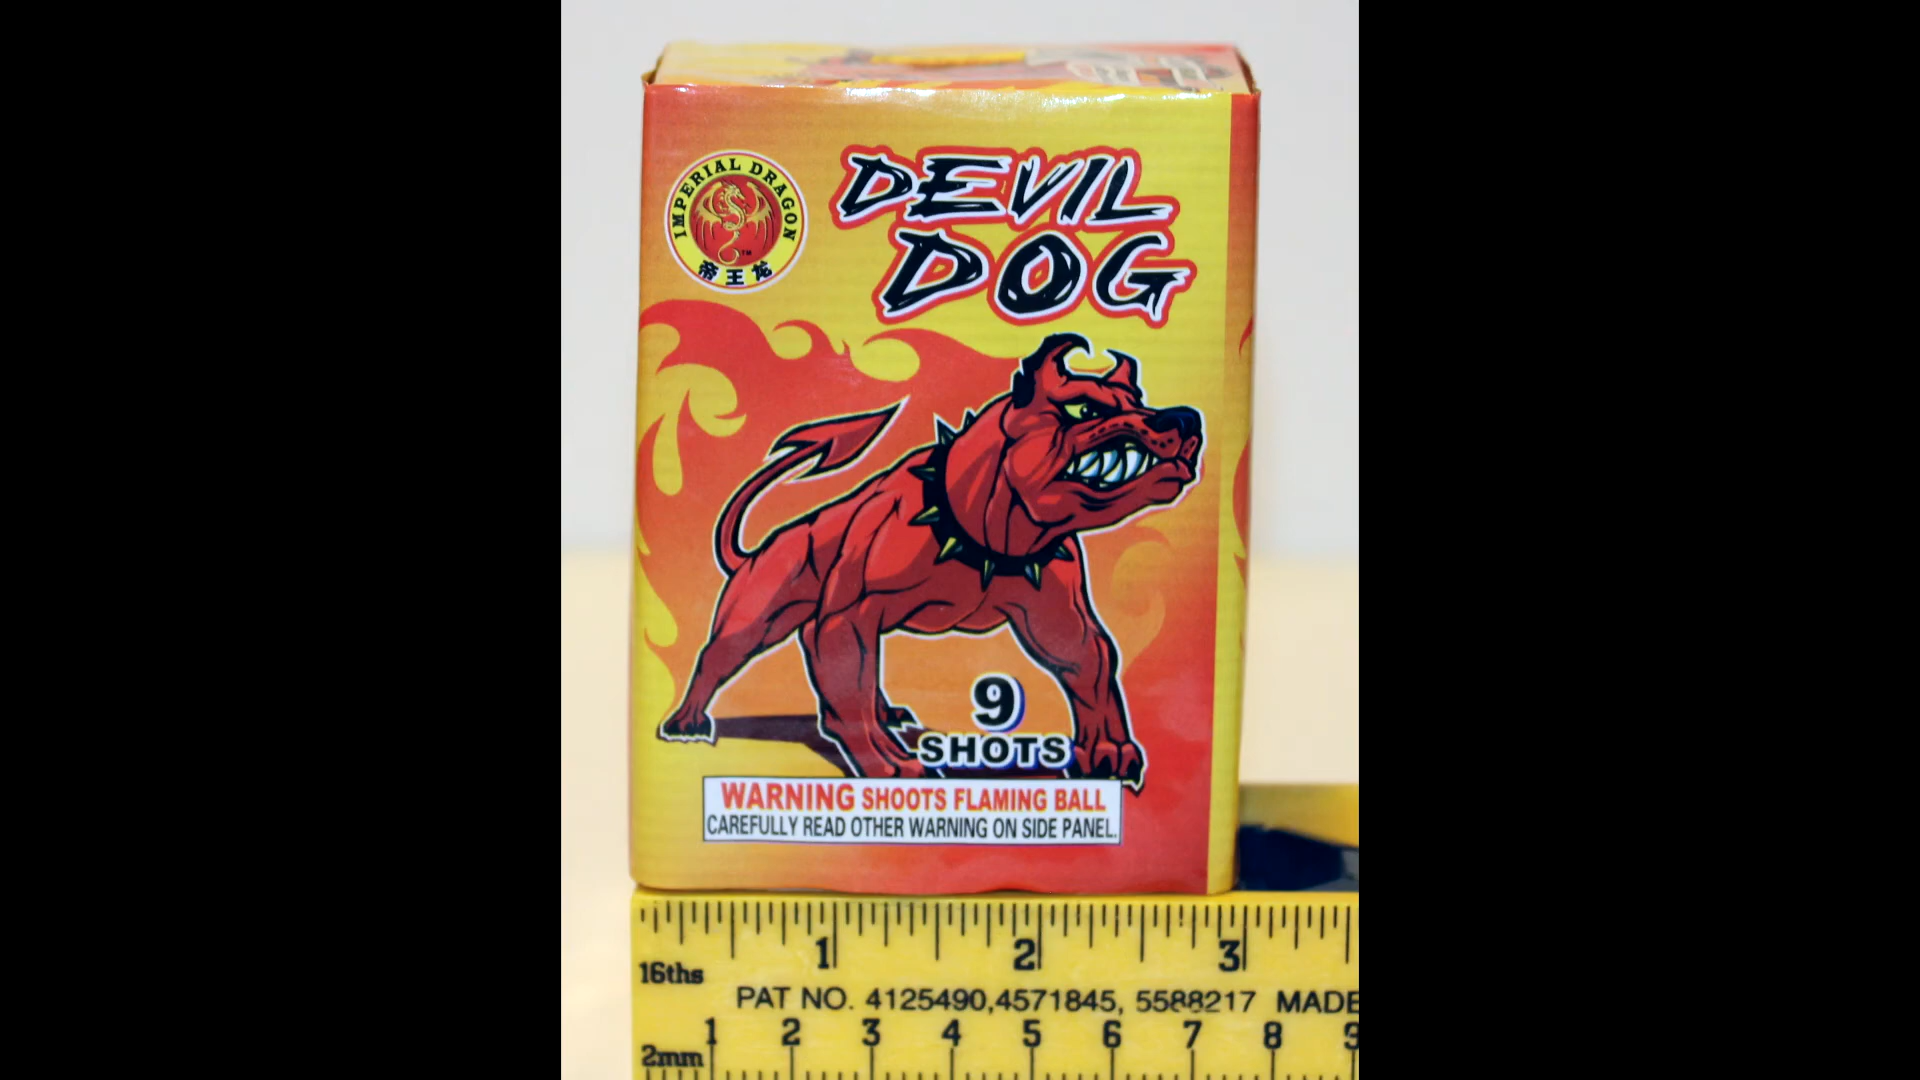 IMPERIAL DRAGON
TM
帝王龙
DEVIL
DOG
9
SHOTS
WARNING SHOOTS FLAMING BALL
CAREFULLY READ OTHER WARNING ON SIDE PANEL.
1 2 3
16ths
PAT NO. 4125490,4571845, 5588217 MADE
1 2 3 4 5 6 7 8 9
2mm